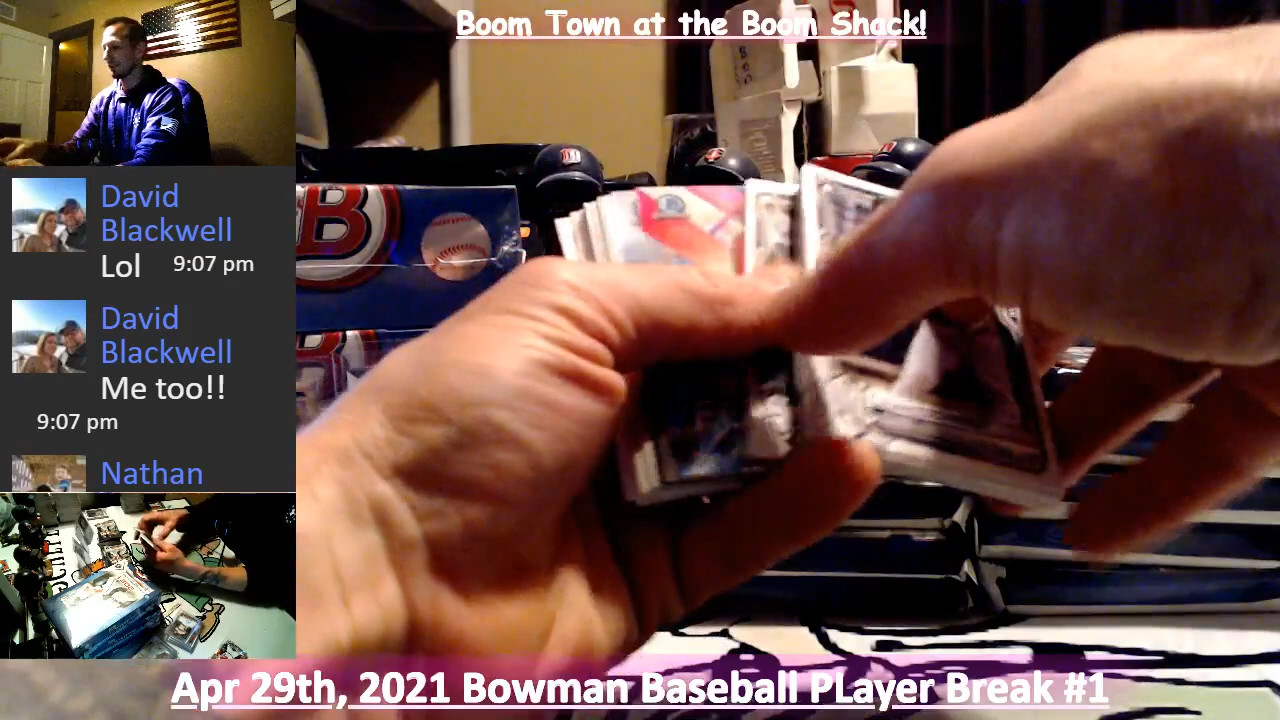 Boom Town at the Boom Shack!
David
Blackwell
Lol 9:07 pm
David
Blackwell
Me too!!
9:07 pm
Nathan
B
Apr 29th, 2021 Bowman Baseball PLayer Break #1